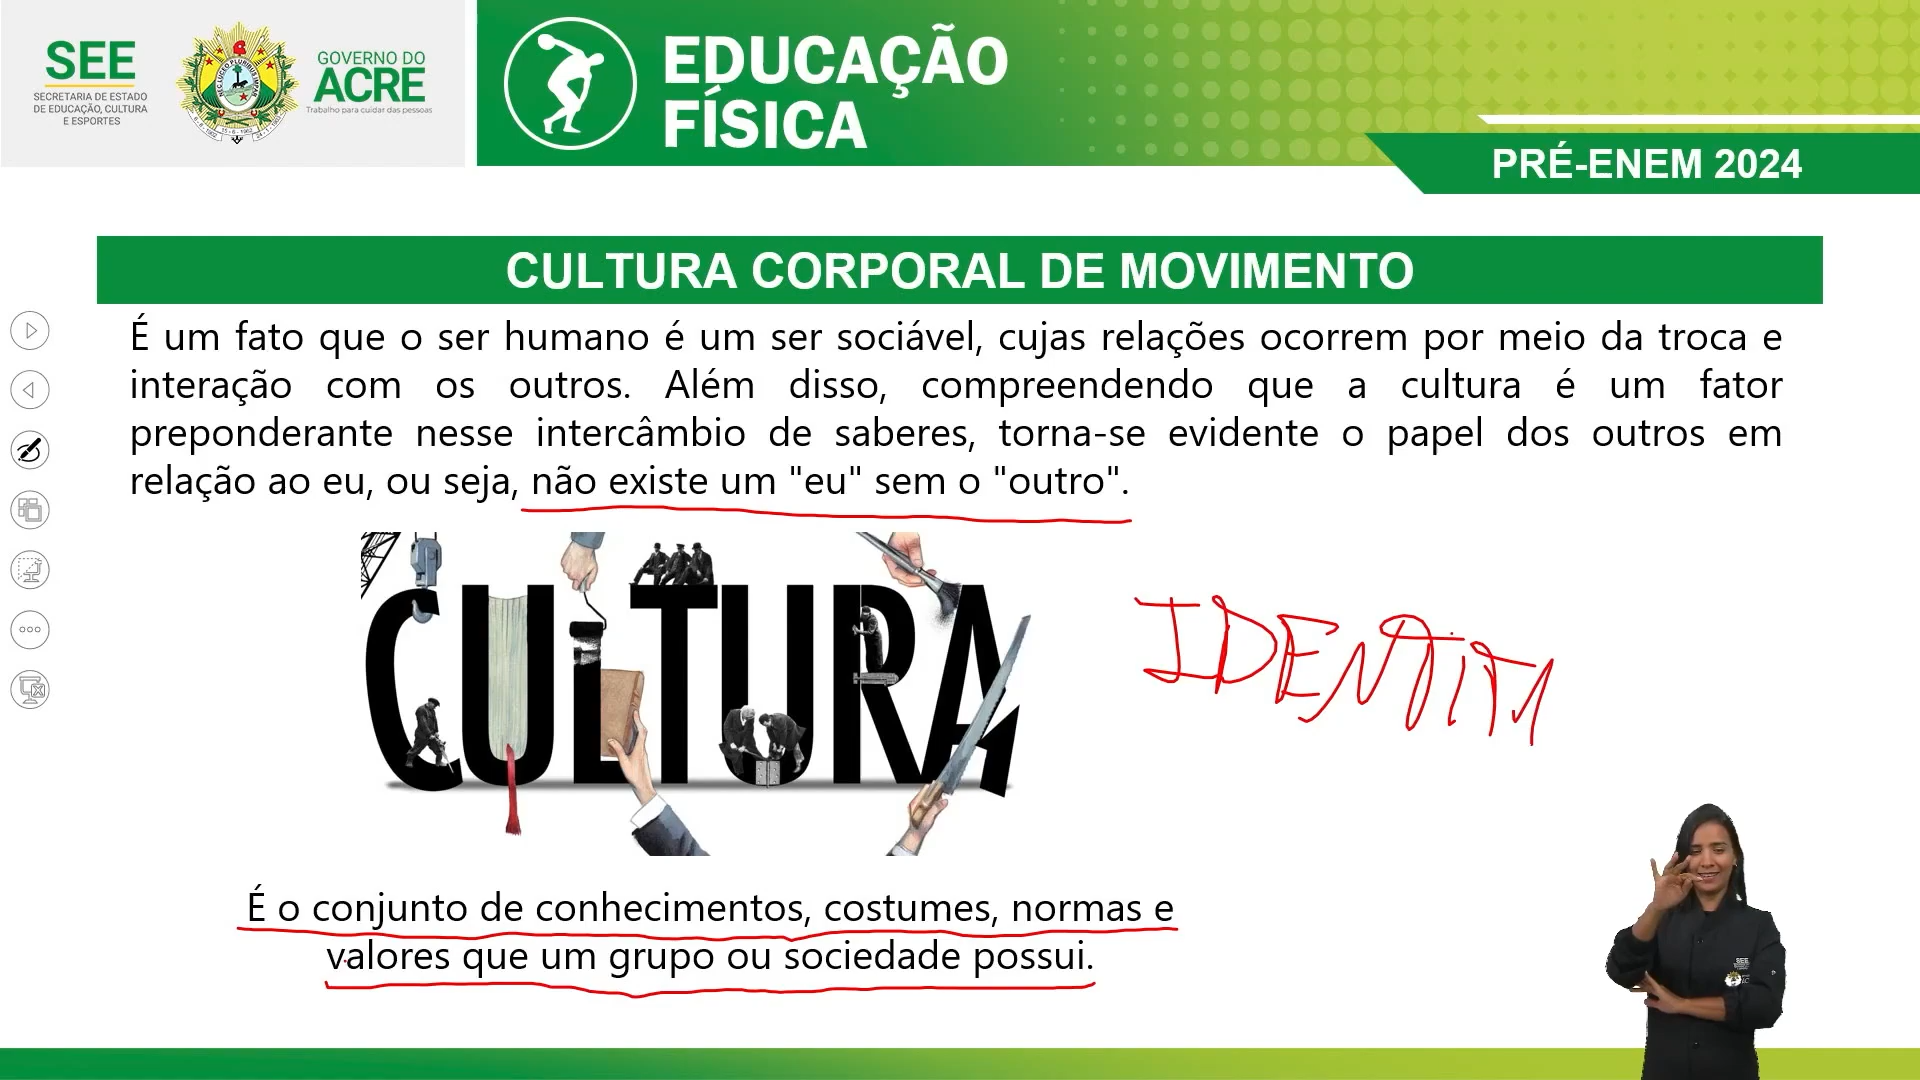 SEE
SECRETARIA DE ESTADO
DE EDUCAÇÃO, CULTURA
E ESPORTES
GOVERNO DO
ACRE
Trabalho para cuidar das pessoas
EDUCAÇÃO
FÍSICA
PRÉ-ENEM 2024
CULTURA CORPORAL DE MOVIMENTO
É um fato que o ser humano é um ser sociável, cujas relações ocorrem por meio da troca e
interação com os outros. Além disso, compreendendo que a cultura é um fator
preponderante nesse intercâmbio de saberes, torna-se evidente o papel dos outros em
relação ao eu, ou seja, não existe um "eu" sem o "outro".
CULTURA
É o conjunto de conhecimentos, costumes, normas e
valores que um grupo ou sociedade possui.
SEE